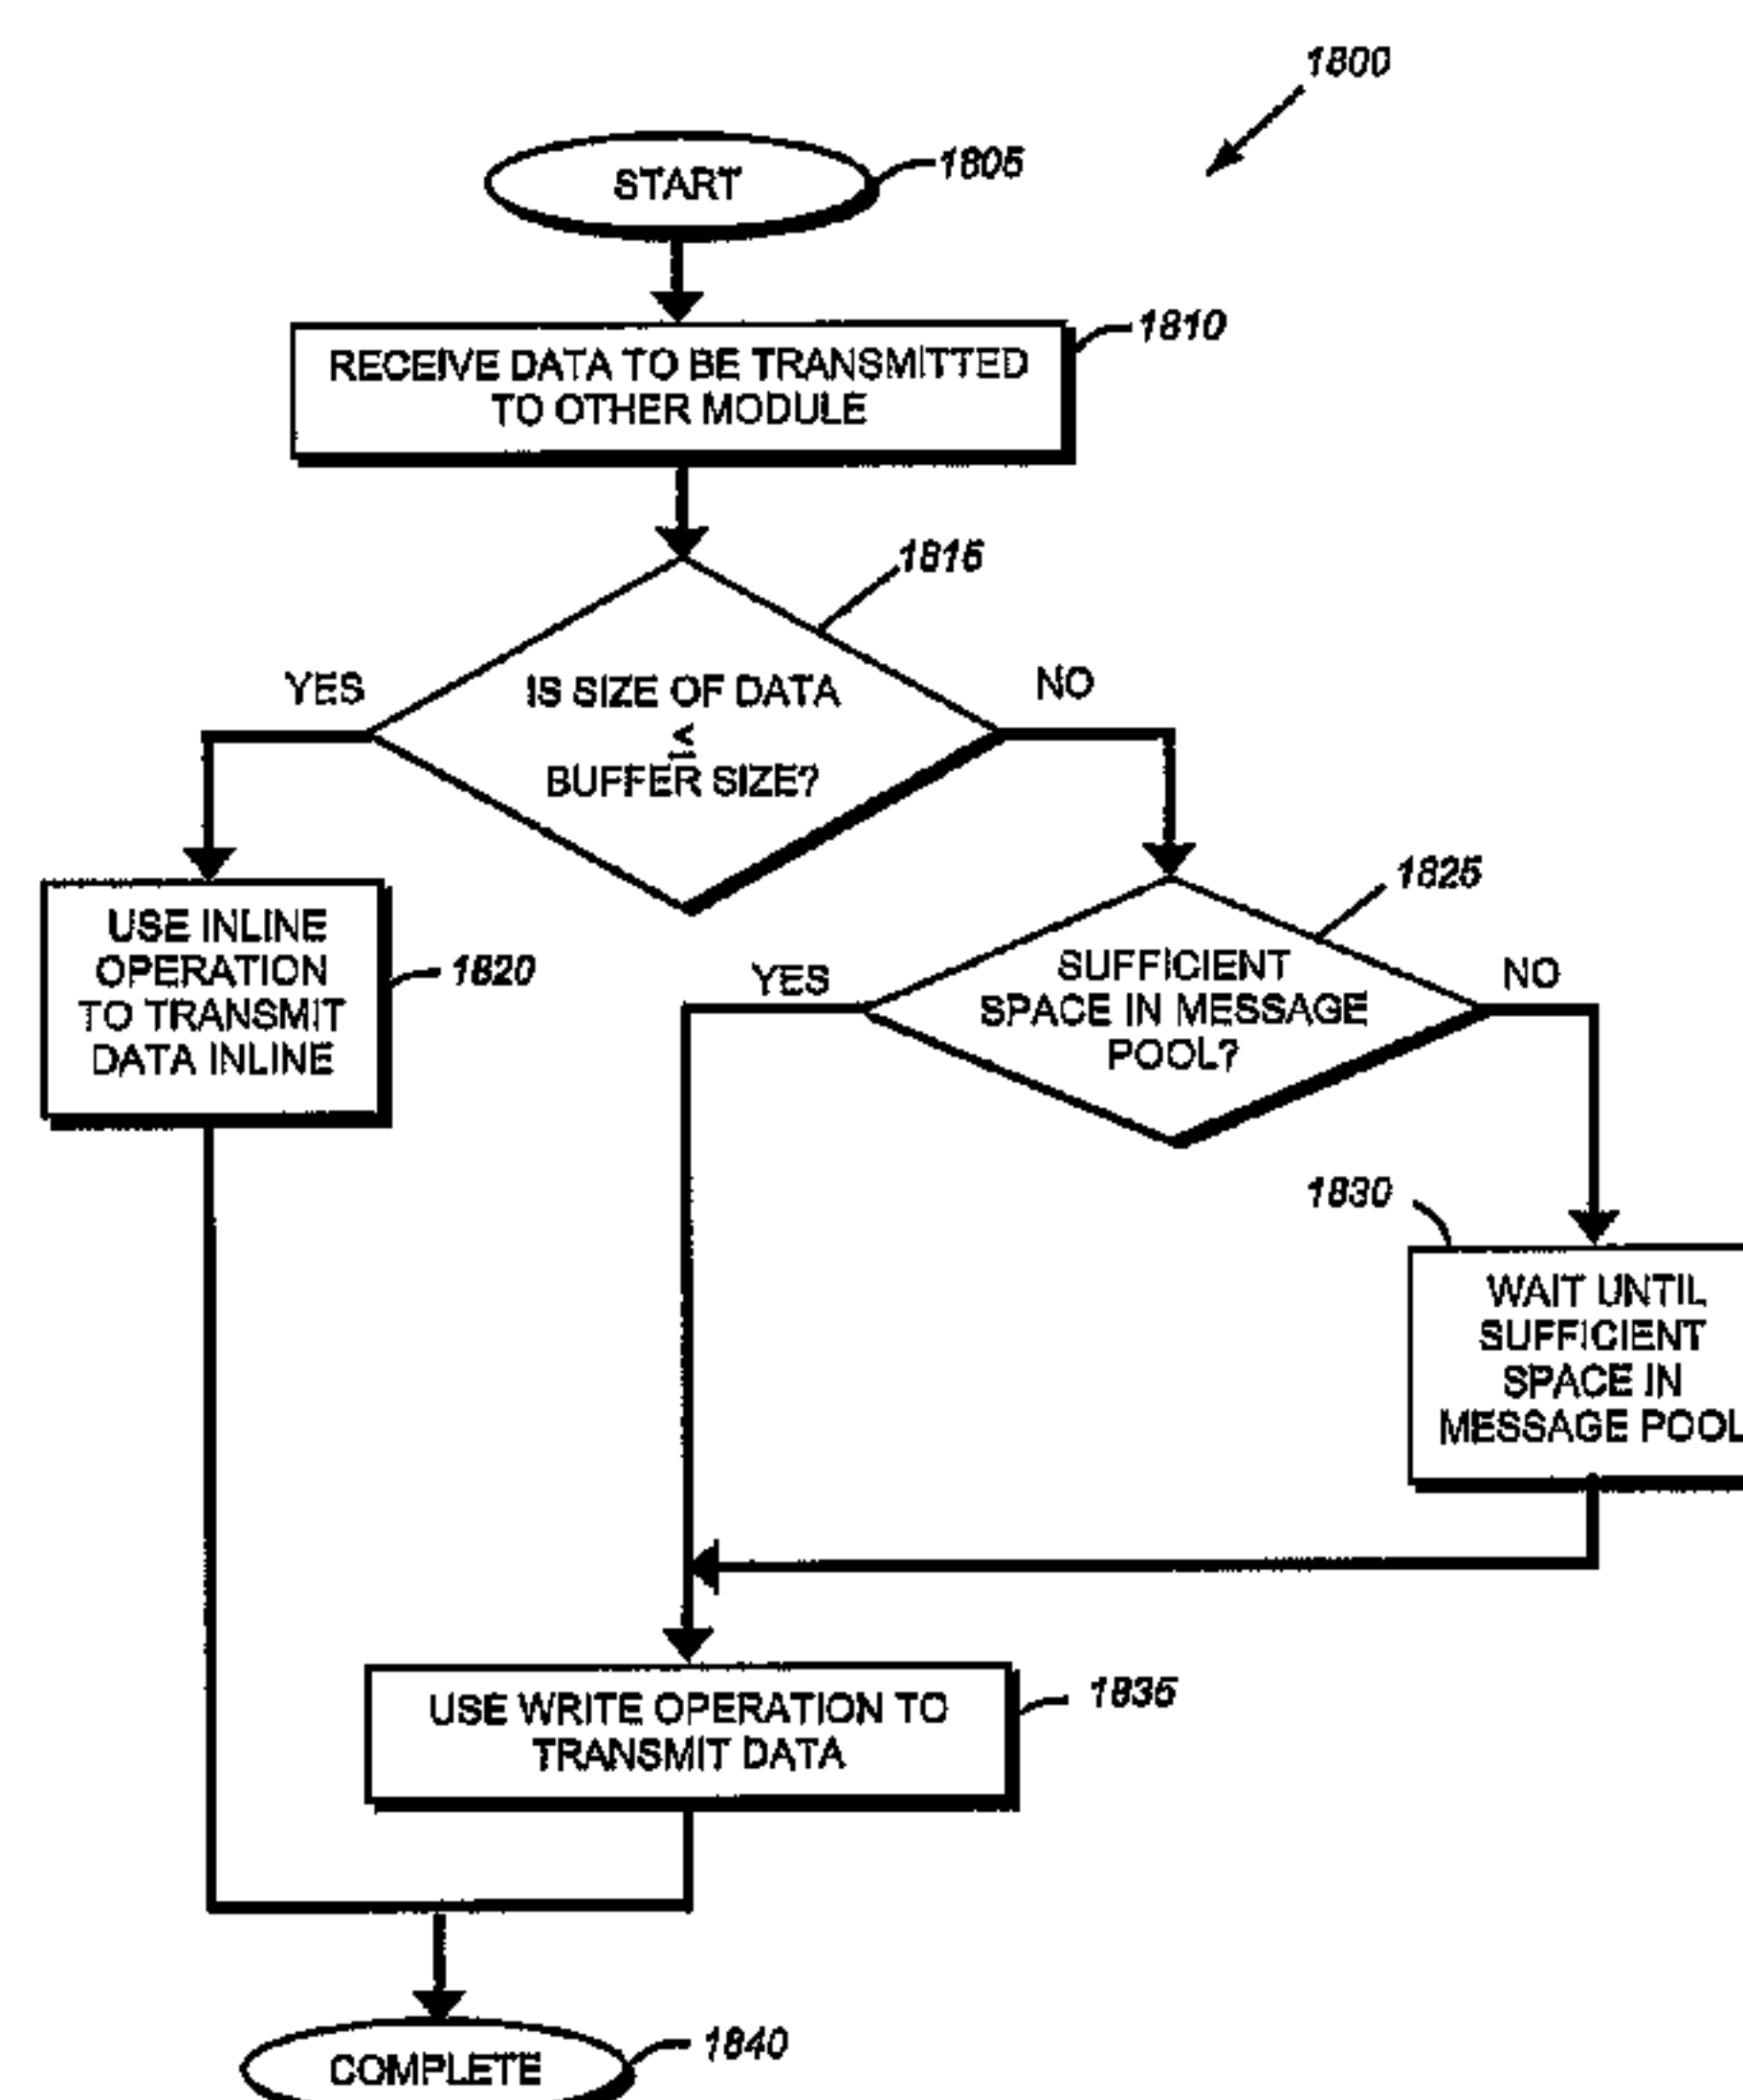 1800
START
1805
RECEIVE DATA TO BE TRANSMITTED
TO OTHER MODULE
1810
1815
IS SIZE OF DATA
≤
BUFFER SIZE?
YES
NO
USE INLINE
OPERATION
TO TRANSMIT
DATA INLINE
1820
1825
SUFFICIENT
SPACE IN MESSAGE
POOL?
YES
NO
1830
WAIT UNTIL
SUFFICIENT
SPACE IN
MESSAGE POOL
USE WRITE OPERATION TO
TRANSMIT DATA
1835
COMPLETE
1840